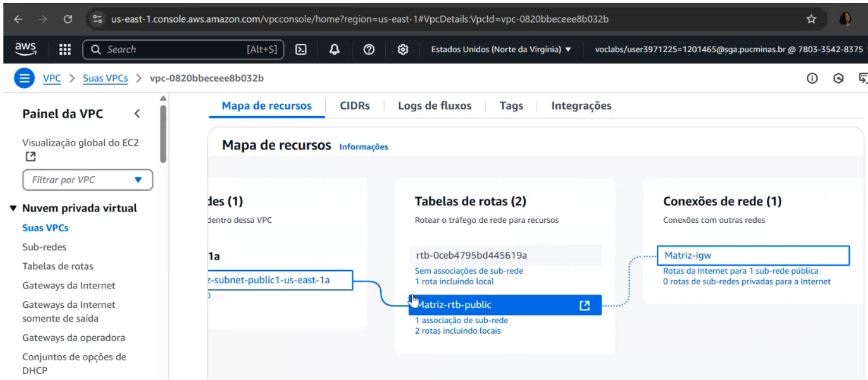 us-east-1.console.aws.amazon.com/vpcconsole/home?region=us-east-1#VpcDetails:VpcId=vpc-0820bbeceee8b032b
aws
Search
[Alt+S]
Estados Unidos (Norte da Virgínia)
voclabs/user3971225=1201465@sga.pucminas.br @ 7803-3542-8375
VPC > Suas VPCs > vpc-0820bbeceee8b032b
Painel da VPC
Visualização global do EC2
Filtrar por VPC
Nuvem privada virtual
Suas VPCs
Sub-redes
Tabelas de rotas
Gateways da Internet
Gateways da Internet
somente de saída
Gateways da operadora
Conjuntos de opções de
DHCP
Mapa de recursos
CIDRs
Logs de fluxos
Tags
Integrações
Mapa de recursos Informações
des (1)
dentro dessa VPC
1a
z-subnet-public1-us-east-1a
Tabelas de rotas (2)
Rotear o tráfego de rede para recursos
rtb-0ceb4795bd445619a
Sem associações de sub-rede
1 rota incluindo local
Matriz-rtb-public
1 associação de sub-rede
2 rotas incluindo locais
Conexões de rede (1)
Conexões com outras redes
Matriz-igw
Rotas da Internet para 1 sub-rede pública
0 rotas de sub-redes privadas para a Internet